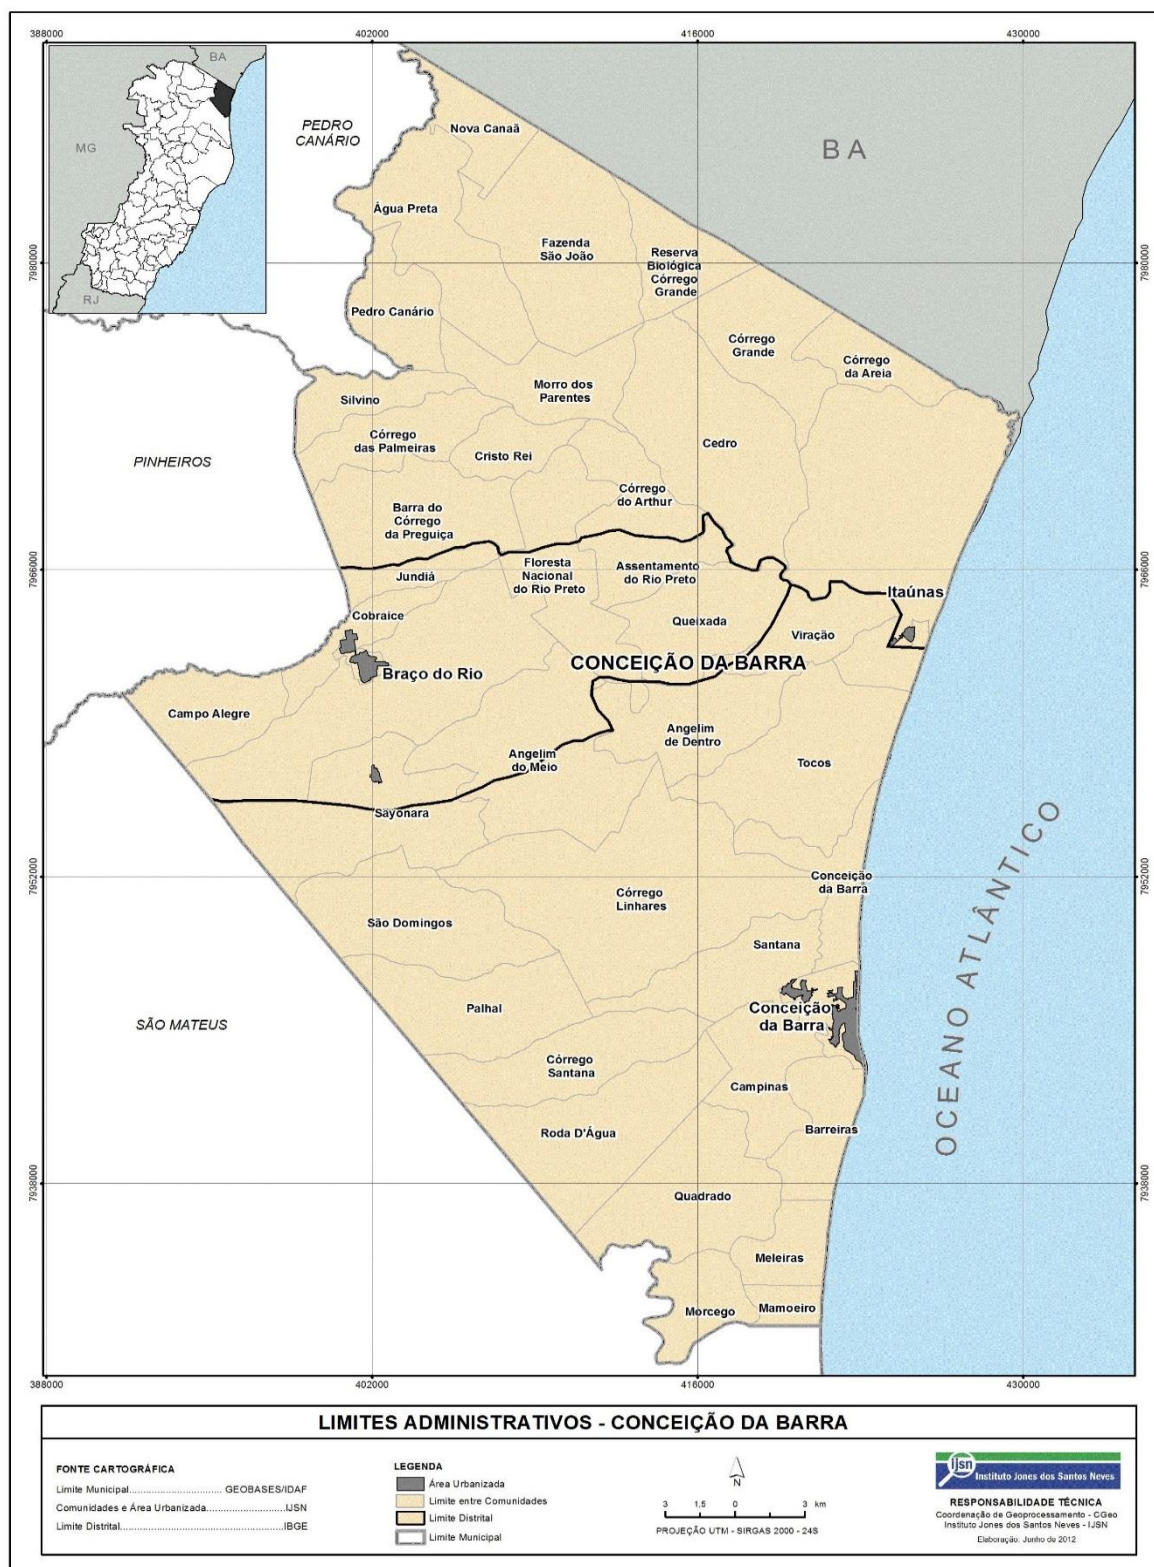 388000
402000
416000
430000
BA
MG
RJ
PEDRO
CANÁRIO
Nova Canaã
BA
Água Preta
Fazenda
São João
Reserva
Biológica
Córrego
Grande
7980000
7980000
Pedro Canário
Córrego
Grande
Córrego
da Areia
Morro dos
Parentes
Silvino
Córrego
das Palmeiras
Cristo Rei
Cedro
PINHEIROS
Córrego
do Arthur
Barra do
Córrego
da Preguiça
7966000
7966000
Jundiá
Floresta
Nacional
do Rio Preto
Assentamento
do Rio Preto
Itaúnas
Cobraice
Queixada
Viração
Braço do Rio
CONCEIÇÃO DA BARRA
Campo Alegre
Angelim
de Dentro
Angelim
do Meio
Tocos
Sayonara
OCEANO ATLÂNTICO
7952000
7952000
Conceição
da Barra
Córrego
Linhares
São Domingos
Santana
Palhal
Conceição
da Barra
SÃO MATEUS
Córrego
Santana
Campinas
Roda D'Água
Barreiras
7938000
7938000
Quadrado
Meleiras
Morcego
Mamoeiro
388000
402000
416000
430000
LIMITES ADMINISTRATIVOS - CONCEIÇÃO DA BARRA
FONTE CARTOGRÁFICA
Limite Municipal.............................. GEOBASES/IDAF
Comunidades e Área Urbanizada..........................IJSN
Limite Distrital.....................................................IBGE
LEGENDA
Área Urbanizada
Limite entre Comunidades
Limite Distrital
Limite Municipal
N
3 1,5 0 3 km
PROJEÇÃO UTM - SIRGAS 2000 - 24S
ijsn
Instituto Jones dos Santos Neves
RESPONSABILIDADE TÉCNICA
Coordenação de Geoprocessamento - CGeo
Instituto Jones dos Santos Neves - IJSN
Elaboração: Junho de 2012